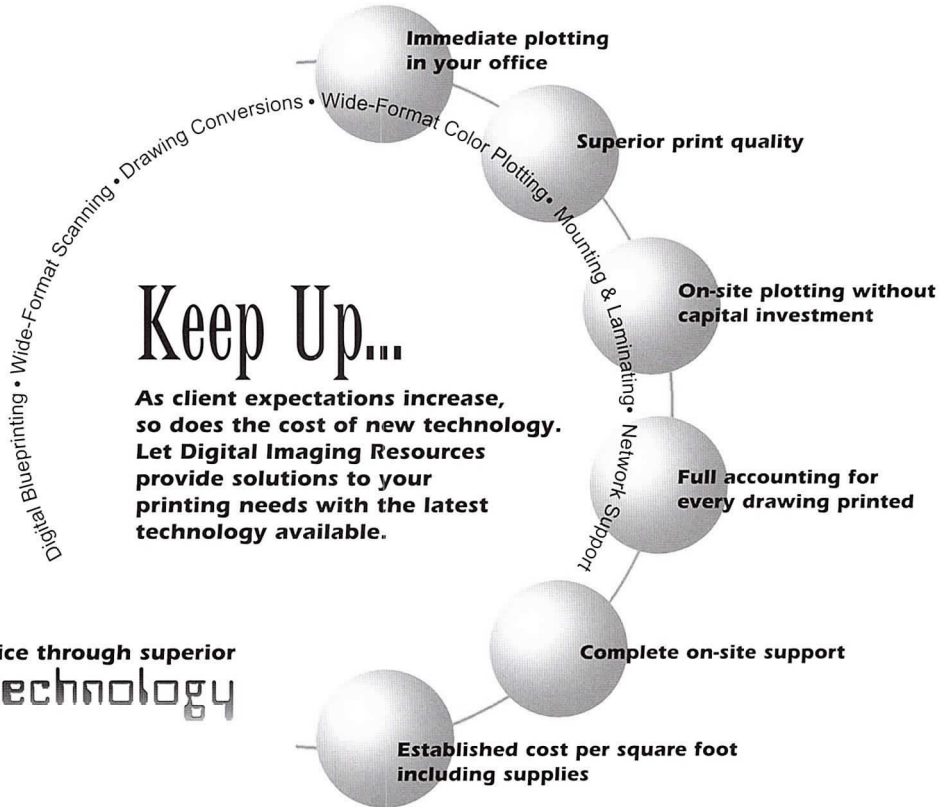 Immediate plotting
in your office
Superior print quality
On-site plotting without
capital investment
Full accounting for
every drawing printed
Complete on-site support
Established cost per square foot
including supplies
Digital Blueprinting • Wide-Format Scanning • Drawing Conversions • Wide-Format Color Plotting • Mounting & Laminating • Network Support
Keep Up...
As client expectations increase,
so does the cost of new technology.
Let Digital Imaging Resources
provide solutions to your
printing needs with the latest
technology available.
through superior